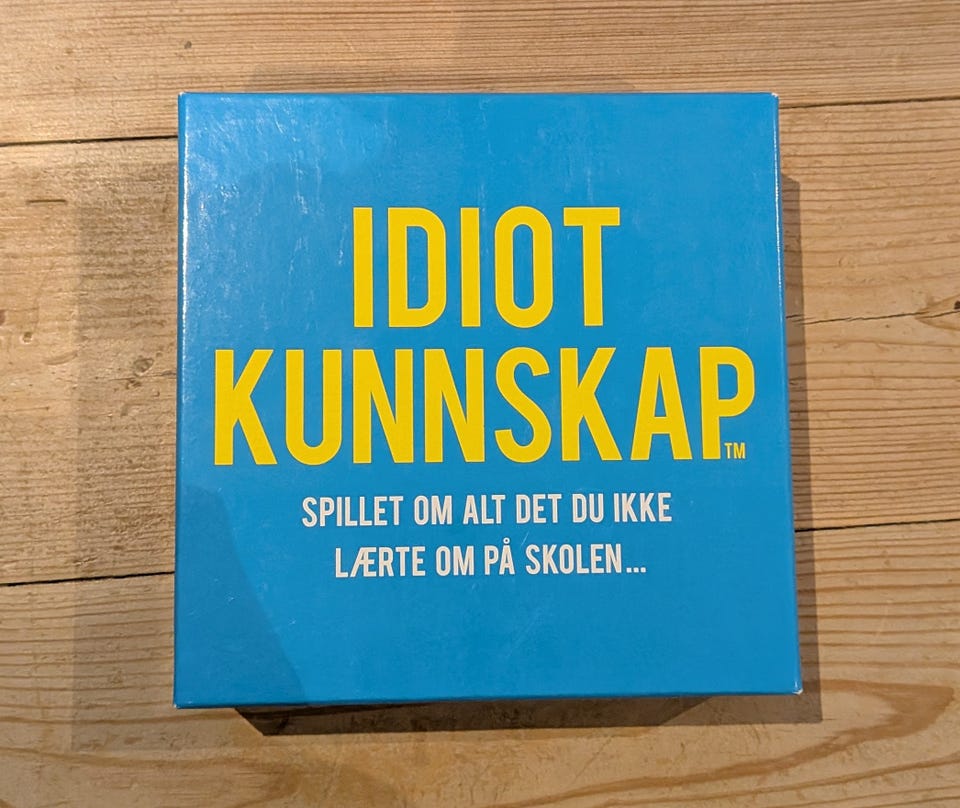 IDIOT
KUNNSKAP™
SPILLET OM ALT DET DU IKKE
LÆRTE OM PÅ SKOLEN...